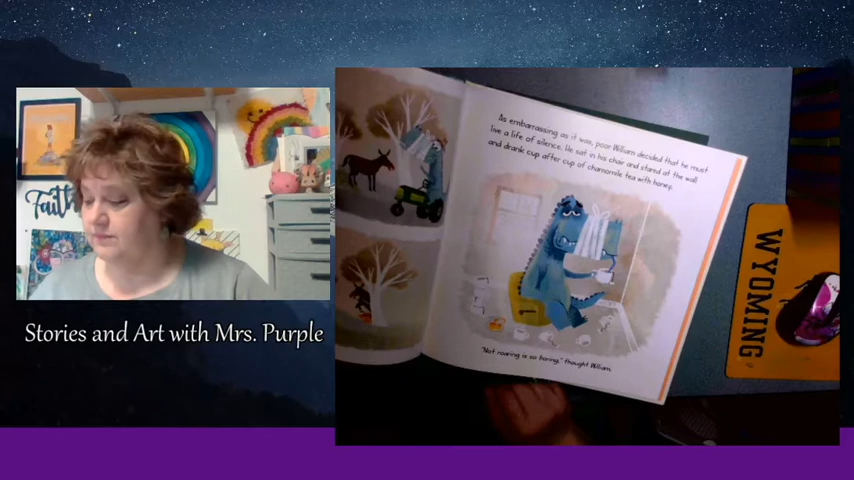 Faith
Stories and Art with Mrs. Purple
As embarrassing as it was, poor William decided that he must
live a life of silence. He sat in his chair and stared at the wall
and drank cup after cup of chamomile tea with honey.
"Not roaring is so boring," thought William.
WYOMING